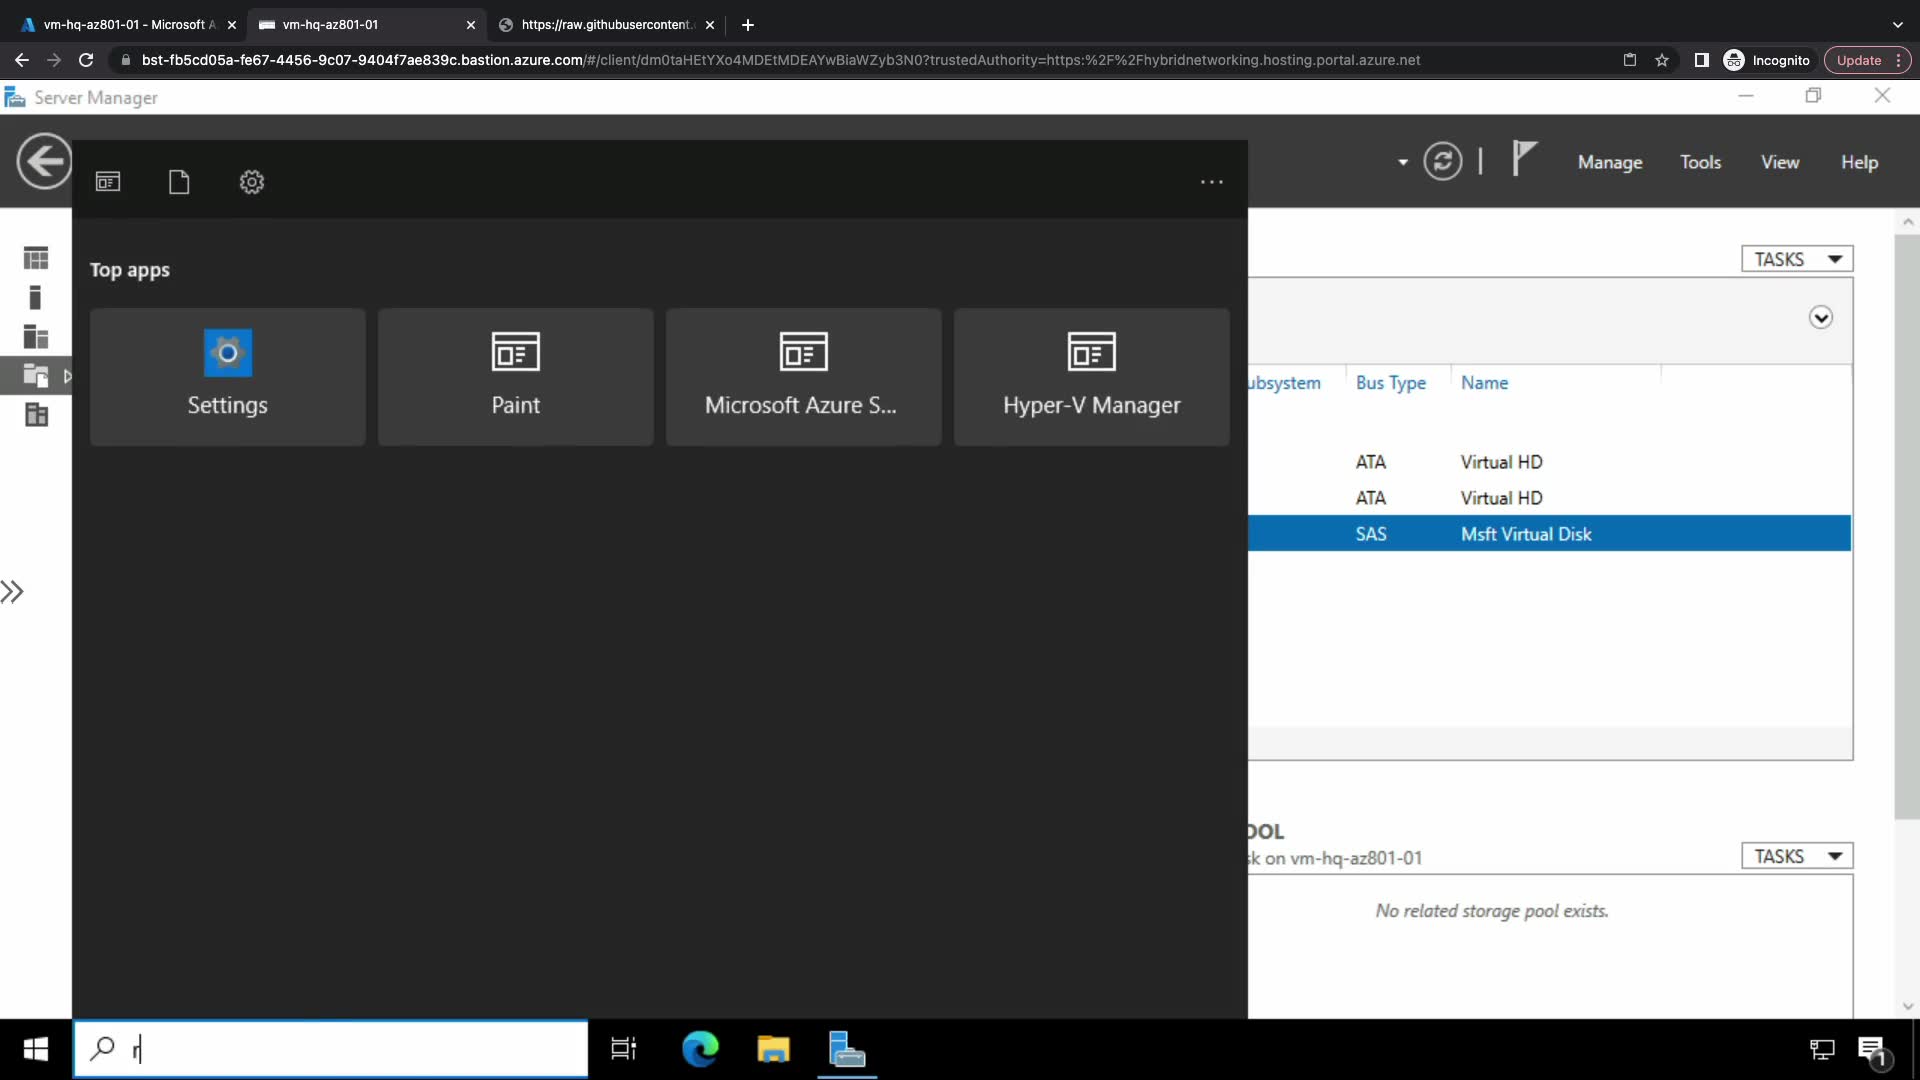 vm-hq-az801-01 - Microsoft A
vm-hq-az801-01
https://raw.githubusercontent.
bst-fb5cd05a-fe67-4456-9c07-9404f7ae839c.bastion.azure.com/#/client/dm0taHEtYXo4MDEtMDEAYwBiaWZyb3N0?trustedAuthority=https:%2F%2Fhybridnetworking.hosting.portal.azure.net
Incognito
Update
Server Manager
Manage
Tools
View
Help
Top apps
Settings
Paint
Microsoft Azure S...
Hyper-V Manager
TASKS
ubsystem
Bus Type
Name
ATA
Virtual HD
ATA
Virtual HD
SAS
Msft Virtual Disk
OOL
sk on vm-hq-az801-01
TASKS
No related storage pool exists.
r
1